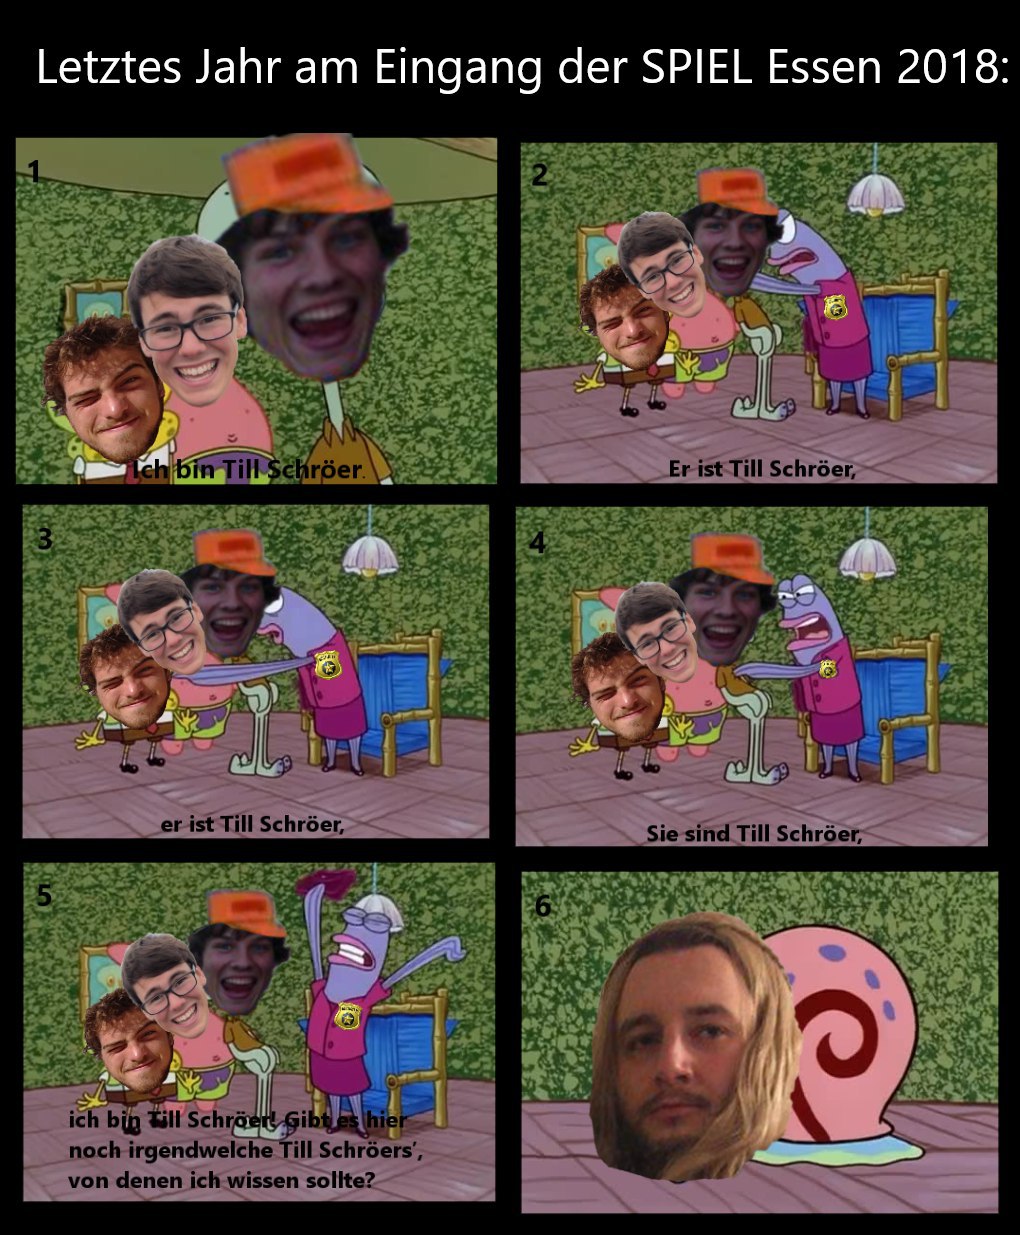 Letztes Jahr am Eingang der SPIEL Essen 2018:
1
Ich bin Till Schröer.
2
Er ist Till Schröer,
3
er ist Till Schröer,
4
Sie sind Till Schröer,
5
ich bin Till Schröer! Gibt es hier
noch irgendwelche Till Schröers',
von denen ich wissen sollte?
6